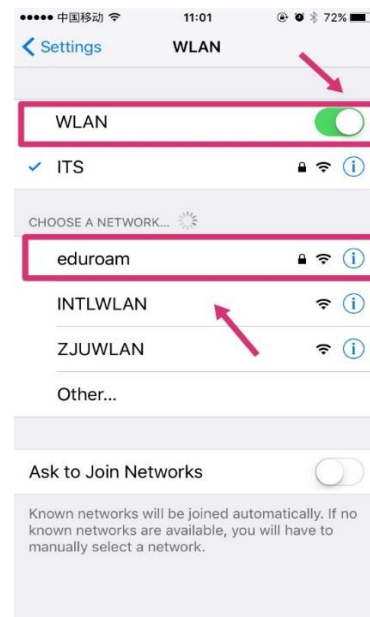 中国移动 11:01 72%
Settings WLAN
WLAN
ITS
CHOOSE A NETWORK...
eduroam
INTLWLAN
ZJUWLAN
Other...
Ask to Join Networks
Known networks will be joined automatically. If no
known networks are available, you will have to
manually select a network.